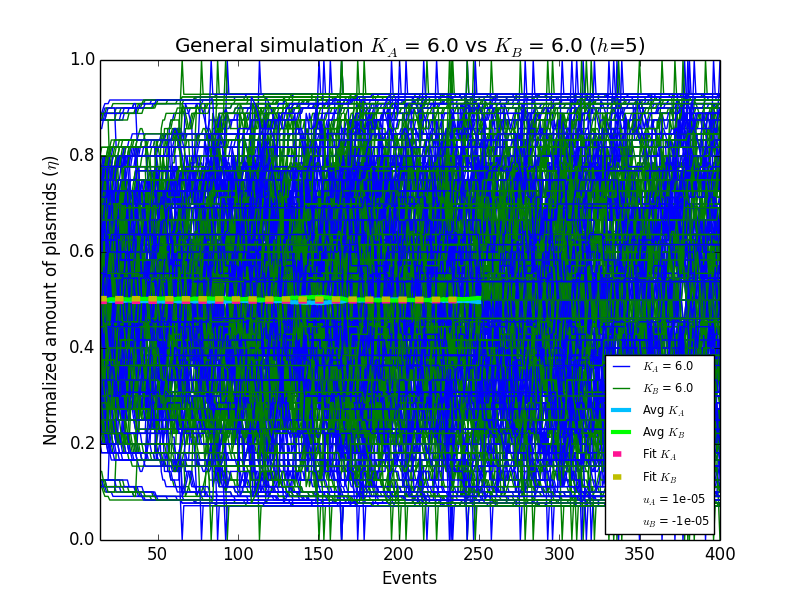 General simulation K_A = 6.0 vs K_B = 6.0 (h=5)
Normalized amount of plasmids (η)
1.0
0.8
0.6
0.4
0.2
0.0
K_A = 6.0
K_B = 6.0
Avg K_A
Avg K_B
Fit K_A
Fit K_B
u_A = 1e-05
u_B = -1e-05
50 100 150 200 250 300 350 400
Events